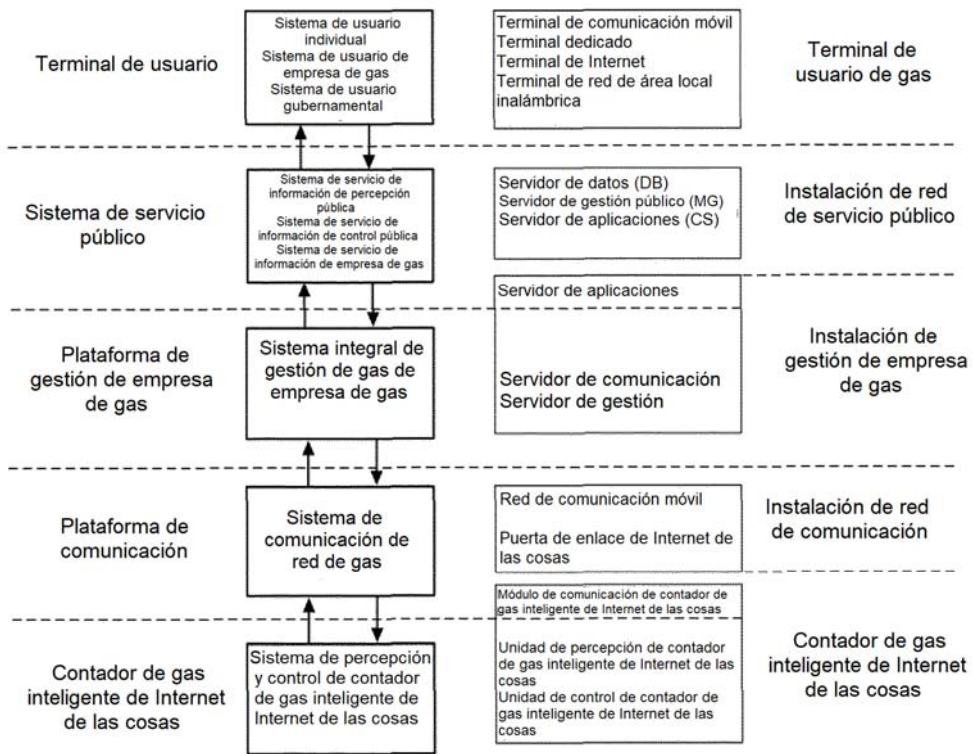 Terminal de usuario
Sistema de usuario
individual
Sistema de usuario de
empresa de gas
Sistema de usuario
gubernamental
Terminal de comunicación móvil
Terminal dedicado
Terminal de Internet
Terminal de red de área local
inalámbrica
Terminal de
usuario de gas
Sistema de servicio
público
Sistema de servicio de
información de percepción
pública
Sistema de servicio de
información de control pública
Sistema de servicio de
información de empresa de gas
Servidor de datos (DB)
Servidor de gestión público (MG)
Servidor de aplicaciones (CS)
Instalación de red
de servicio público
Plataforma de
gestión de empresa
de gas
Sistema integral de
gestión de gas de
empresa de gas
Servidor de aplicaciones
Servidor de comunicación
Servidor de gestión
Instalación de
gestión de empresa
de gas
Plataforma de
comunicación
Sistema de
comunicación de
red de gas
Red de comunicación móvil
Puerta de enlace de Internet de
las cosas
Instalación de red
de comunicación
Contador de gas
inteligente de Internet
de las cosas
Sistema de percepción
y control de contador
de gas inteligente de
Internet de las cosas
Módulo de comunicación de contador de
gas inteligente de Internet de las cosas
Unidad de percepción de contador
de gas inteligente de Internet de las
cosas
Unidad de control de contador de
gas inteligente de Internet de las
cosas
Contador de gas
inteligente de Internet
de las cosas